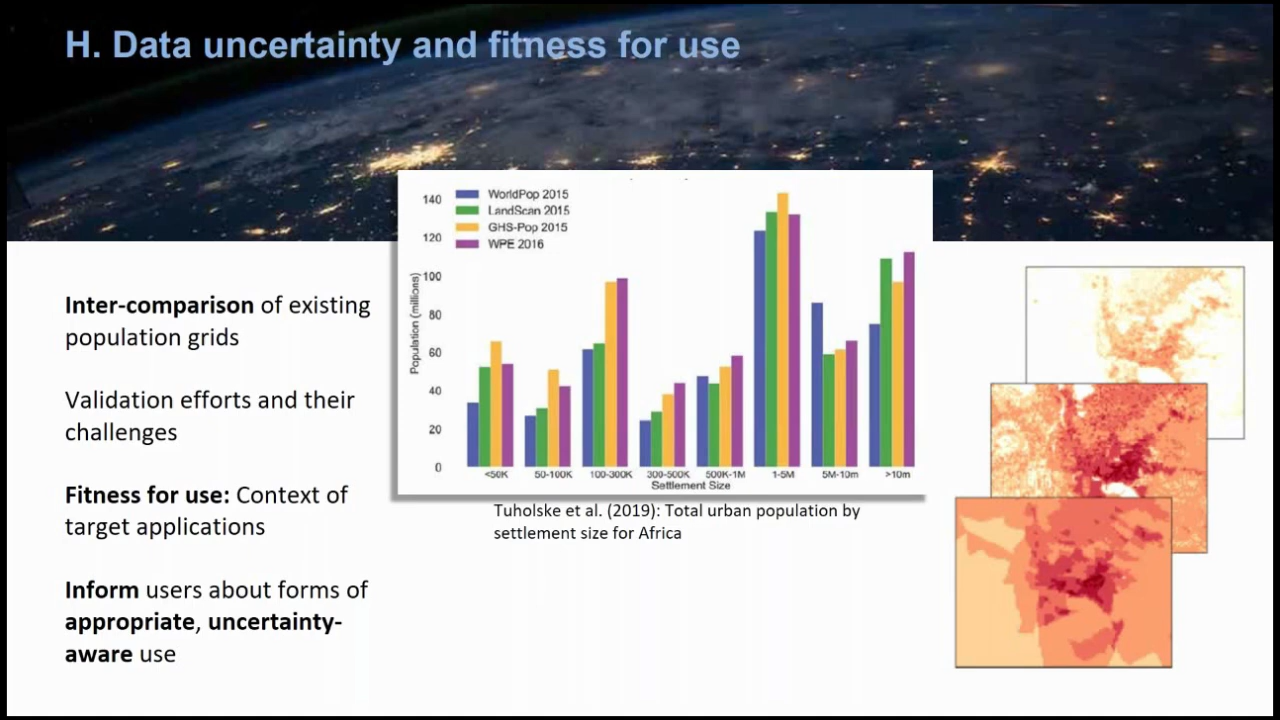 H. Data uncertainty and fitness for use
Inter-comparison of existing
population grids
Validation efforts and their
challenges
Fitness for use: Context of
target applications
Inform users about forms of
appropriate, uncertainty-
aware use
WorldPop 2015
LandScan 2015
GHS-Pop 2015
WPE 2016
Population (millions)
140
120
100
80
60
40
20
0
<50K 50-100K 100-300K 300-500K 500K-1M 1-5M 5M-10m >10m
Settlement Size
Tuholske et al. (2019): Total urban population by
settlement size for Africa